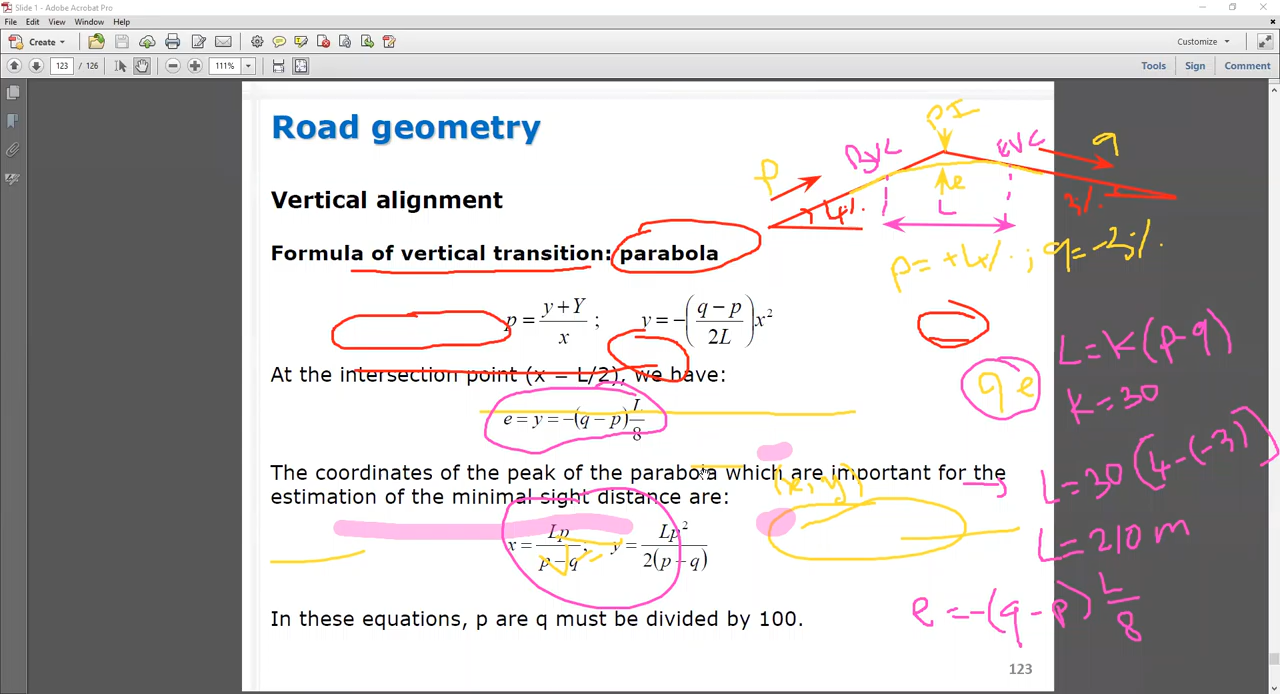 Slide 1 - Adobe Acrobat Pro
File Edit View Window Help
Create
Customize
123 / 126
111%
Tools Sign Comment
Road geometry
PI
BVC
EVC
q
p
e
L
4%
3%
Vertical alignment
Formula of vertical transition: parabola
p = +4% ; q = -3%
p = (y + Y) / x ; y = -((q - p) / 2L) x²
L = K (p - q)
At the intersection point (x = L/2), we have:
q e
K = 30
e = y = -(q - p) L/8
The coordinates of the peak of the parabola which are important for the
(x, y)
→ L = 30 (4 - (-3))
estimation of the minimal sight distance are:
x = Lp / (p - q) ; y = Lp² / 2(p - q)
L = 210 m
e = -(q - p) L/8
In these equations, p are q must be divided by 100.
123